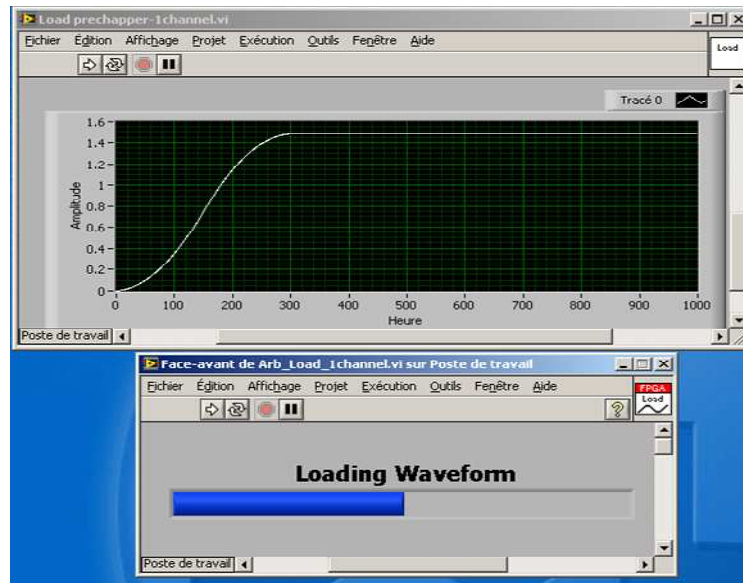 Load prechapper-1channel.vi
Fichier Édition Affichage Projet Exécution Outils Fenêtre Aide
Load
Tracé 0
1.6
1.4
1.2
1
0.8
0.6
0.4
0.2
0
Amplitude
0 100 200 300 400 500 600 700 800 900 1000
Heure
Poste de travail
Face-avant de Arb_Load_1channel.vi sur Poste de travail
Fichier Édition Affichage Projet Exécution Outils Fenêtre Aide
FPGA
Load
Loading Waveform
Poste de travail